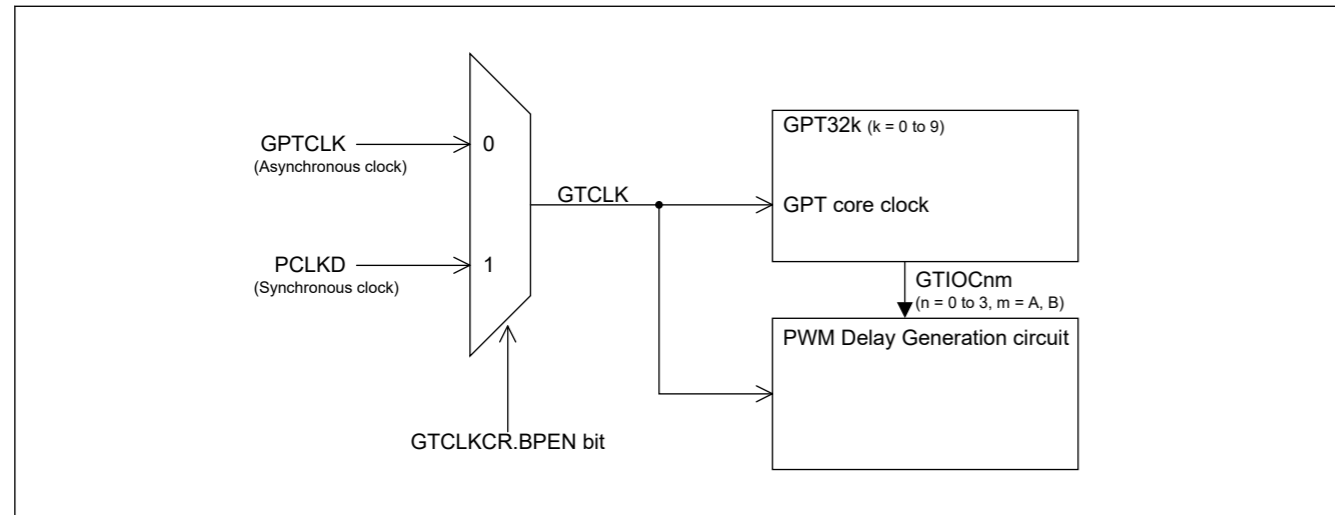 GPTCLK
(Asynchronous clock)
0
PCLKD
(Synchronous clock)
1
GTCLKCR.BPEN bit
GTCLK
GPT32k (k = 0 to 9)
GPT core clock
GTIOCnm
(n = 0 to 3, m = A, B)
PWM Delay Generation circuit